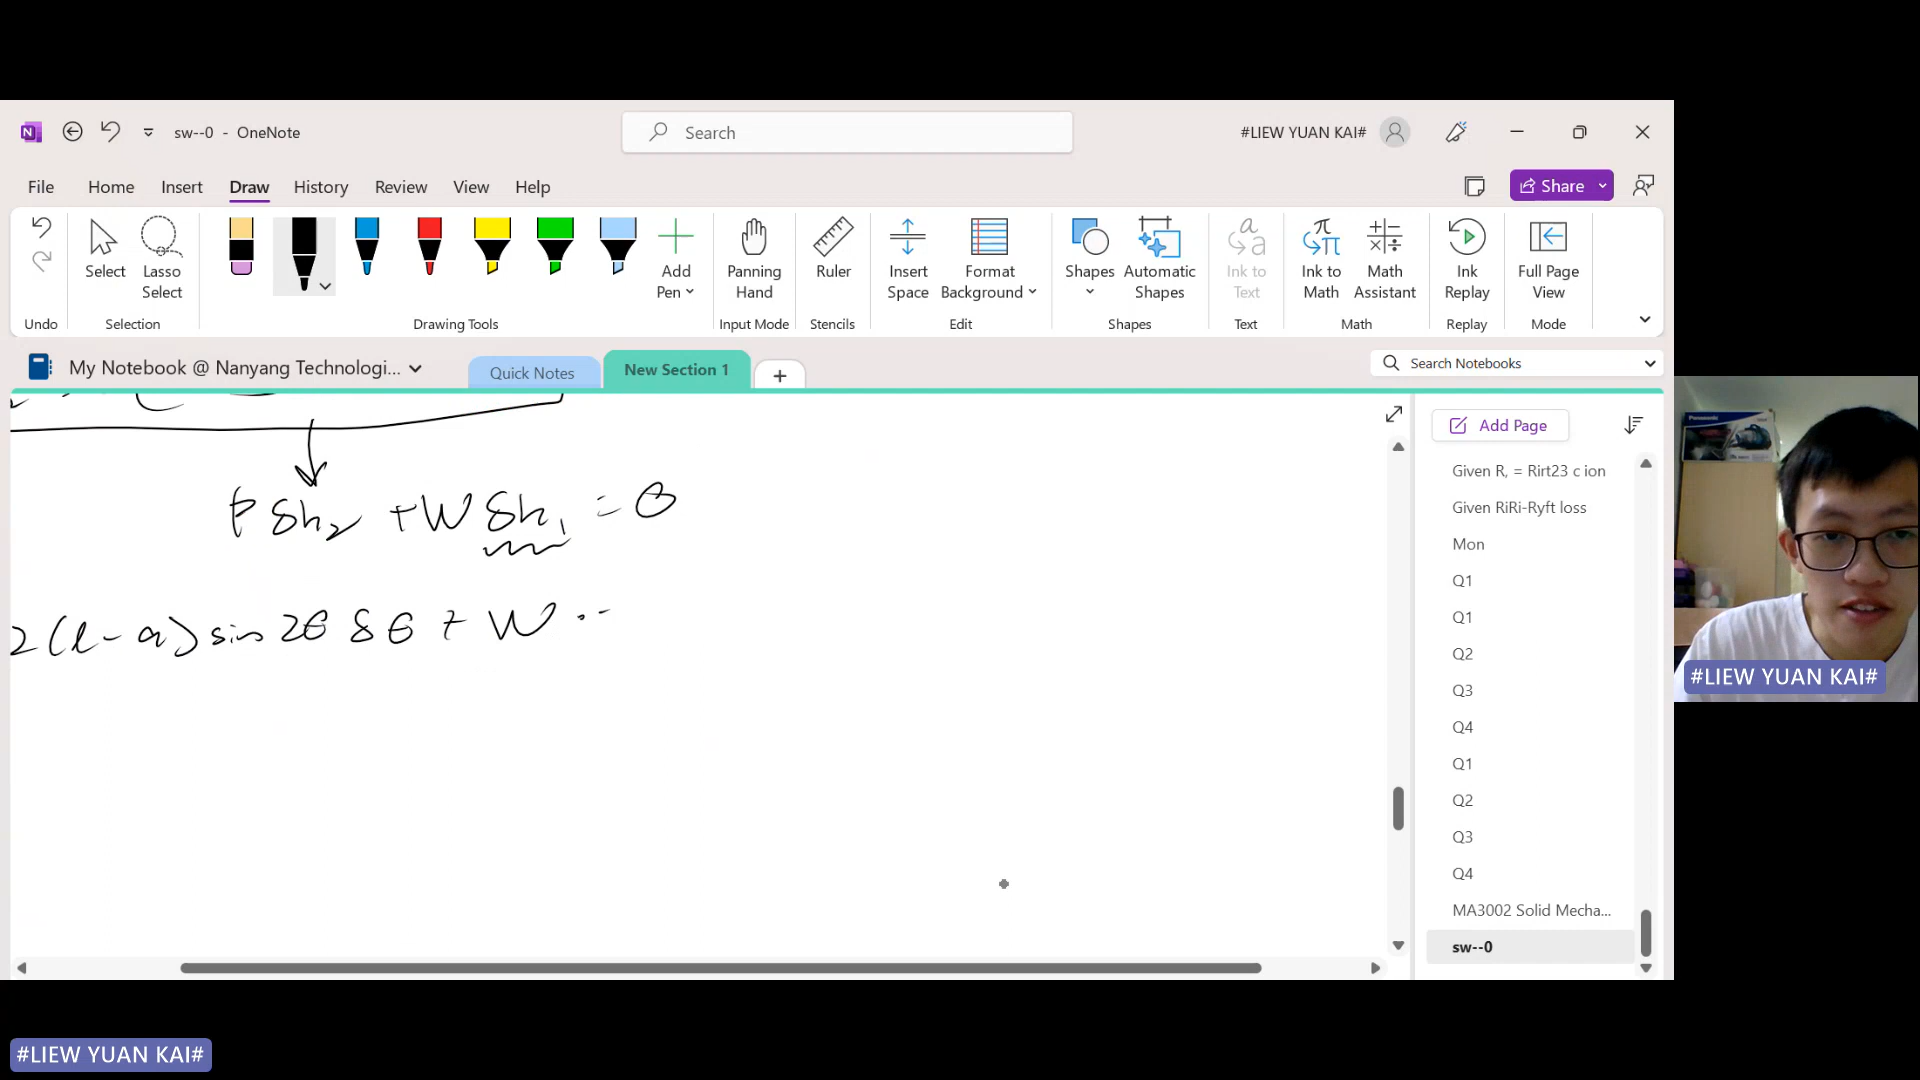 sw--0 - OneNote
Search
#LIEW YUAN KAI#
File Home Insert Draw History Review View Help
Share
Select
Lasso Select
Add Pen
Panning Hand
Ruler
Insert Space
Format Background
Shapes
Automatic Shapes
Ink to Text
Ink to Math
Math Assistant
Ink Replay
Full Page View
Undo Selection Drawing Tools Input Mode Stencils Edit Shapes Text Math Replay Mode
My Notebook @ Nanyang Technologi...
Quick Notes
New Section 1
Search Notebooks
Add Page
P δh₂ + W δh₁ = 0
2(l - a) sin 2θ δθ + W ..
Given R, = Rirt23 c ion
Given RiRi-Ryft loss
Mon
Q1
Q1
Q2
Q3
Q4
Q1
Q2
Q3
Q4
MA3002 Solid Mecha...
sw--0
Panasonic
#LIEW YUAN KAI#
#LIEW YUAN KAI#